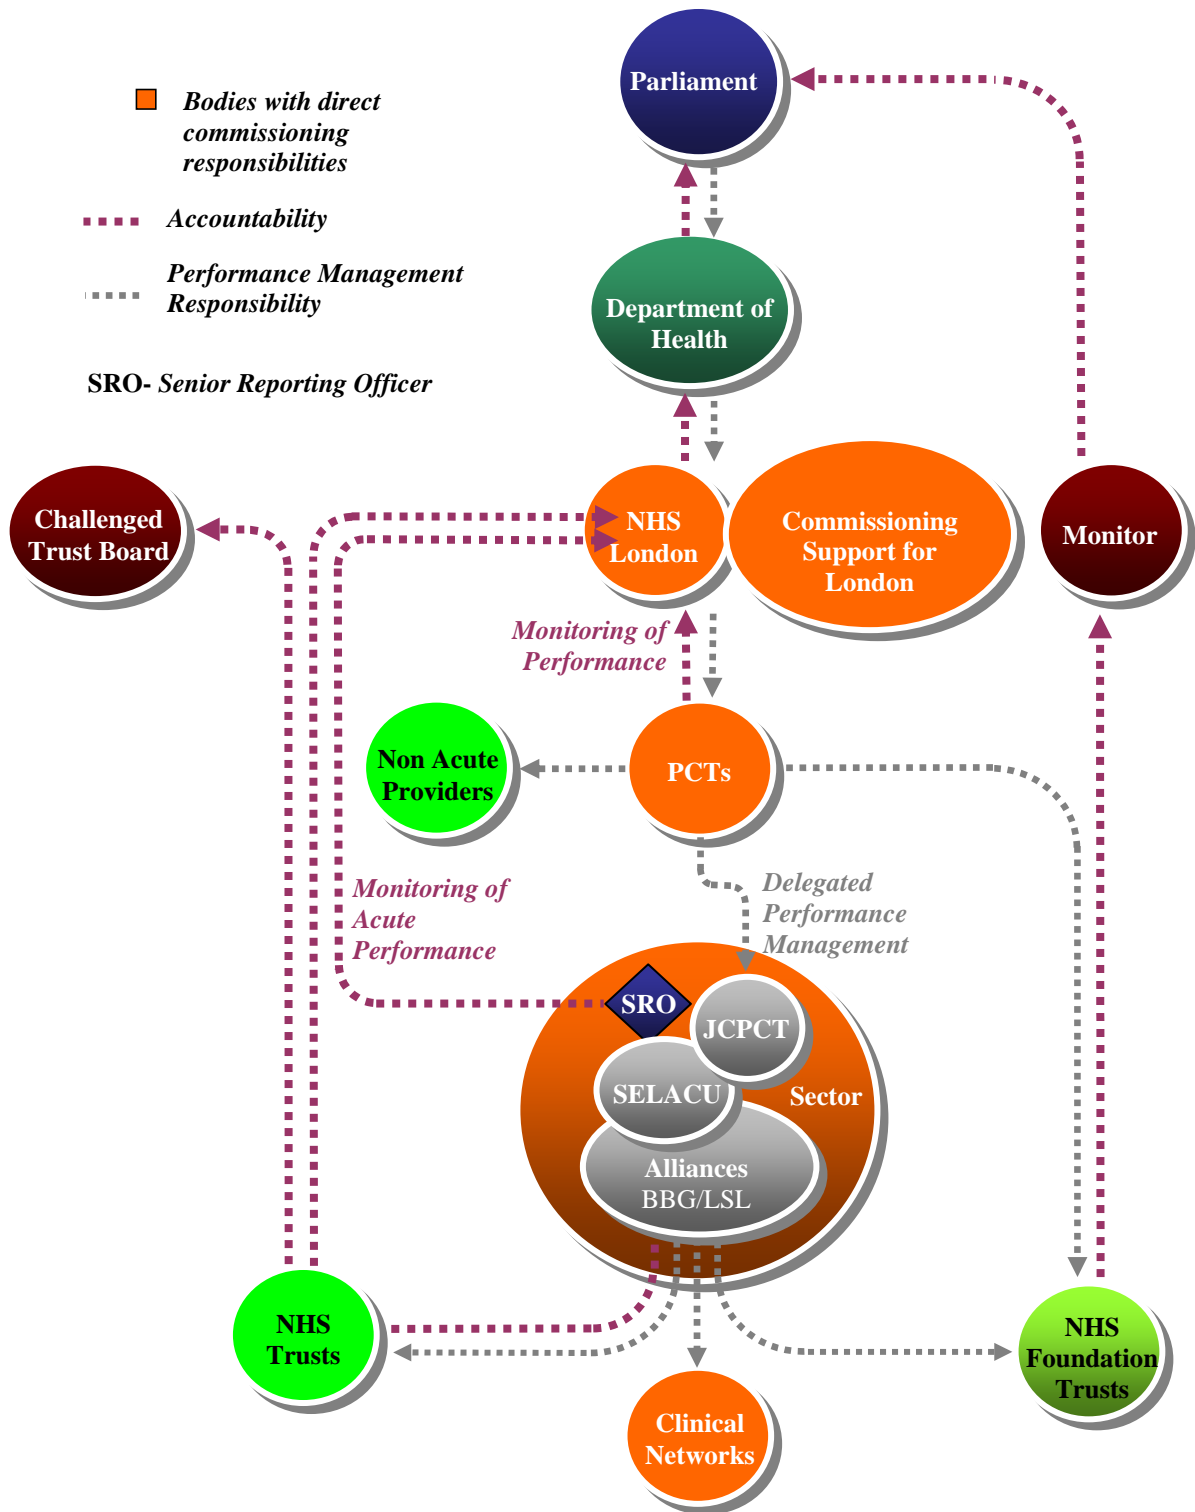 Parliament
Bodies with direct
commissioning
responsibilities
Accountability
Performance Management
Responsibility
SRO- Senior Reporting Officer
Department of
Health
Challenged
Trust Board
NHS
London
Commissioning
Support for
London
Monitor
Monitoring of
Performance
Non Acute
Providers
PCTs
Monitoring of
Acute
Performance
Delegated
Performance
Management
SRO
JCPCT
SELACU
Sector
Alliances
BBG/LSL
NHS
Trusts
NHS
Foundation
Trusts
Clinical
Networks